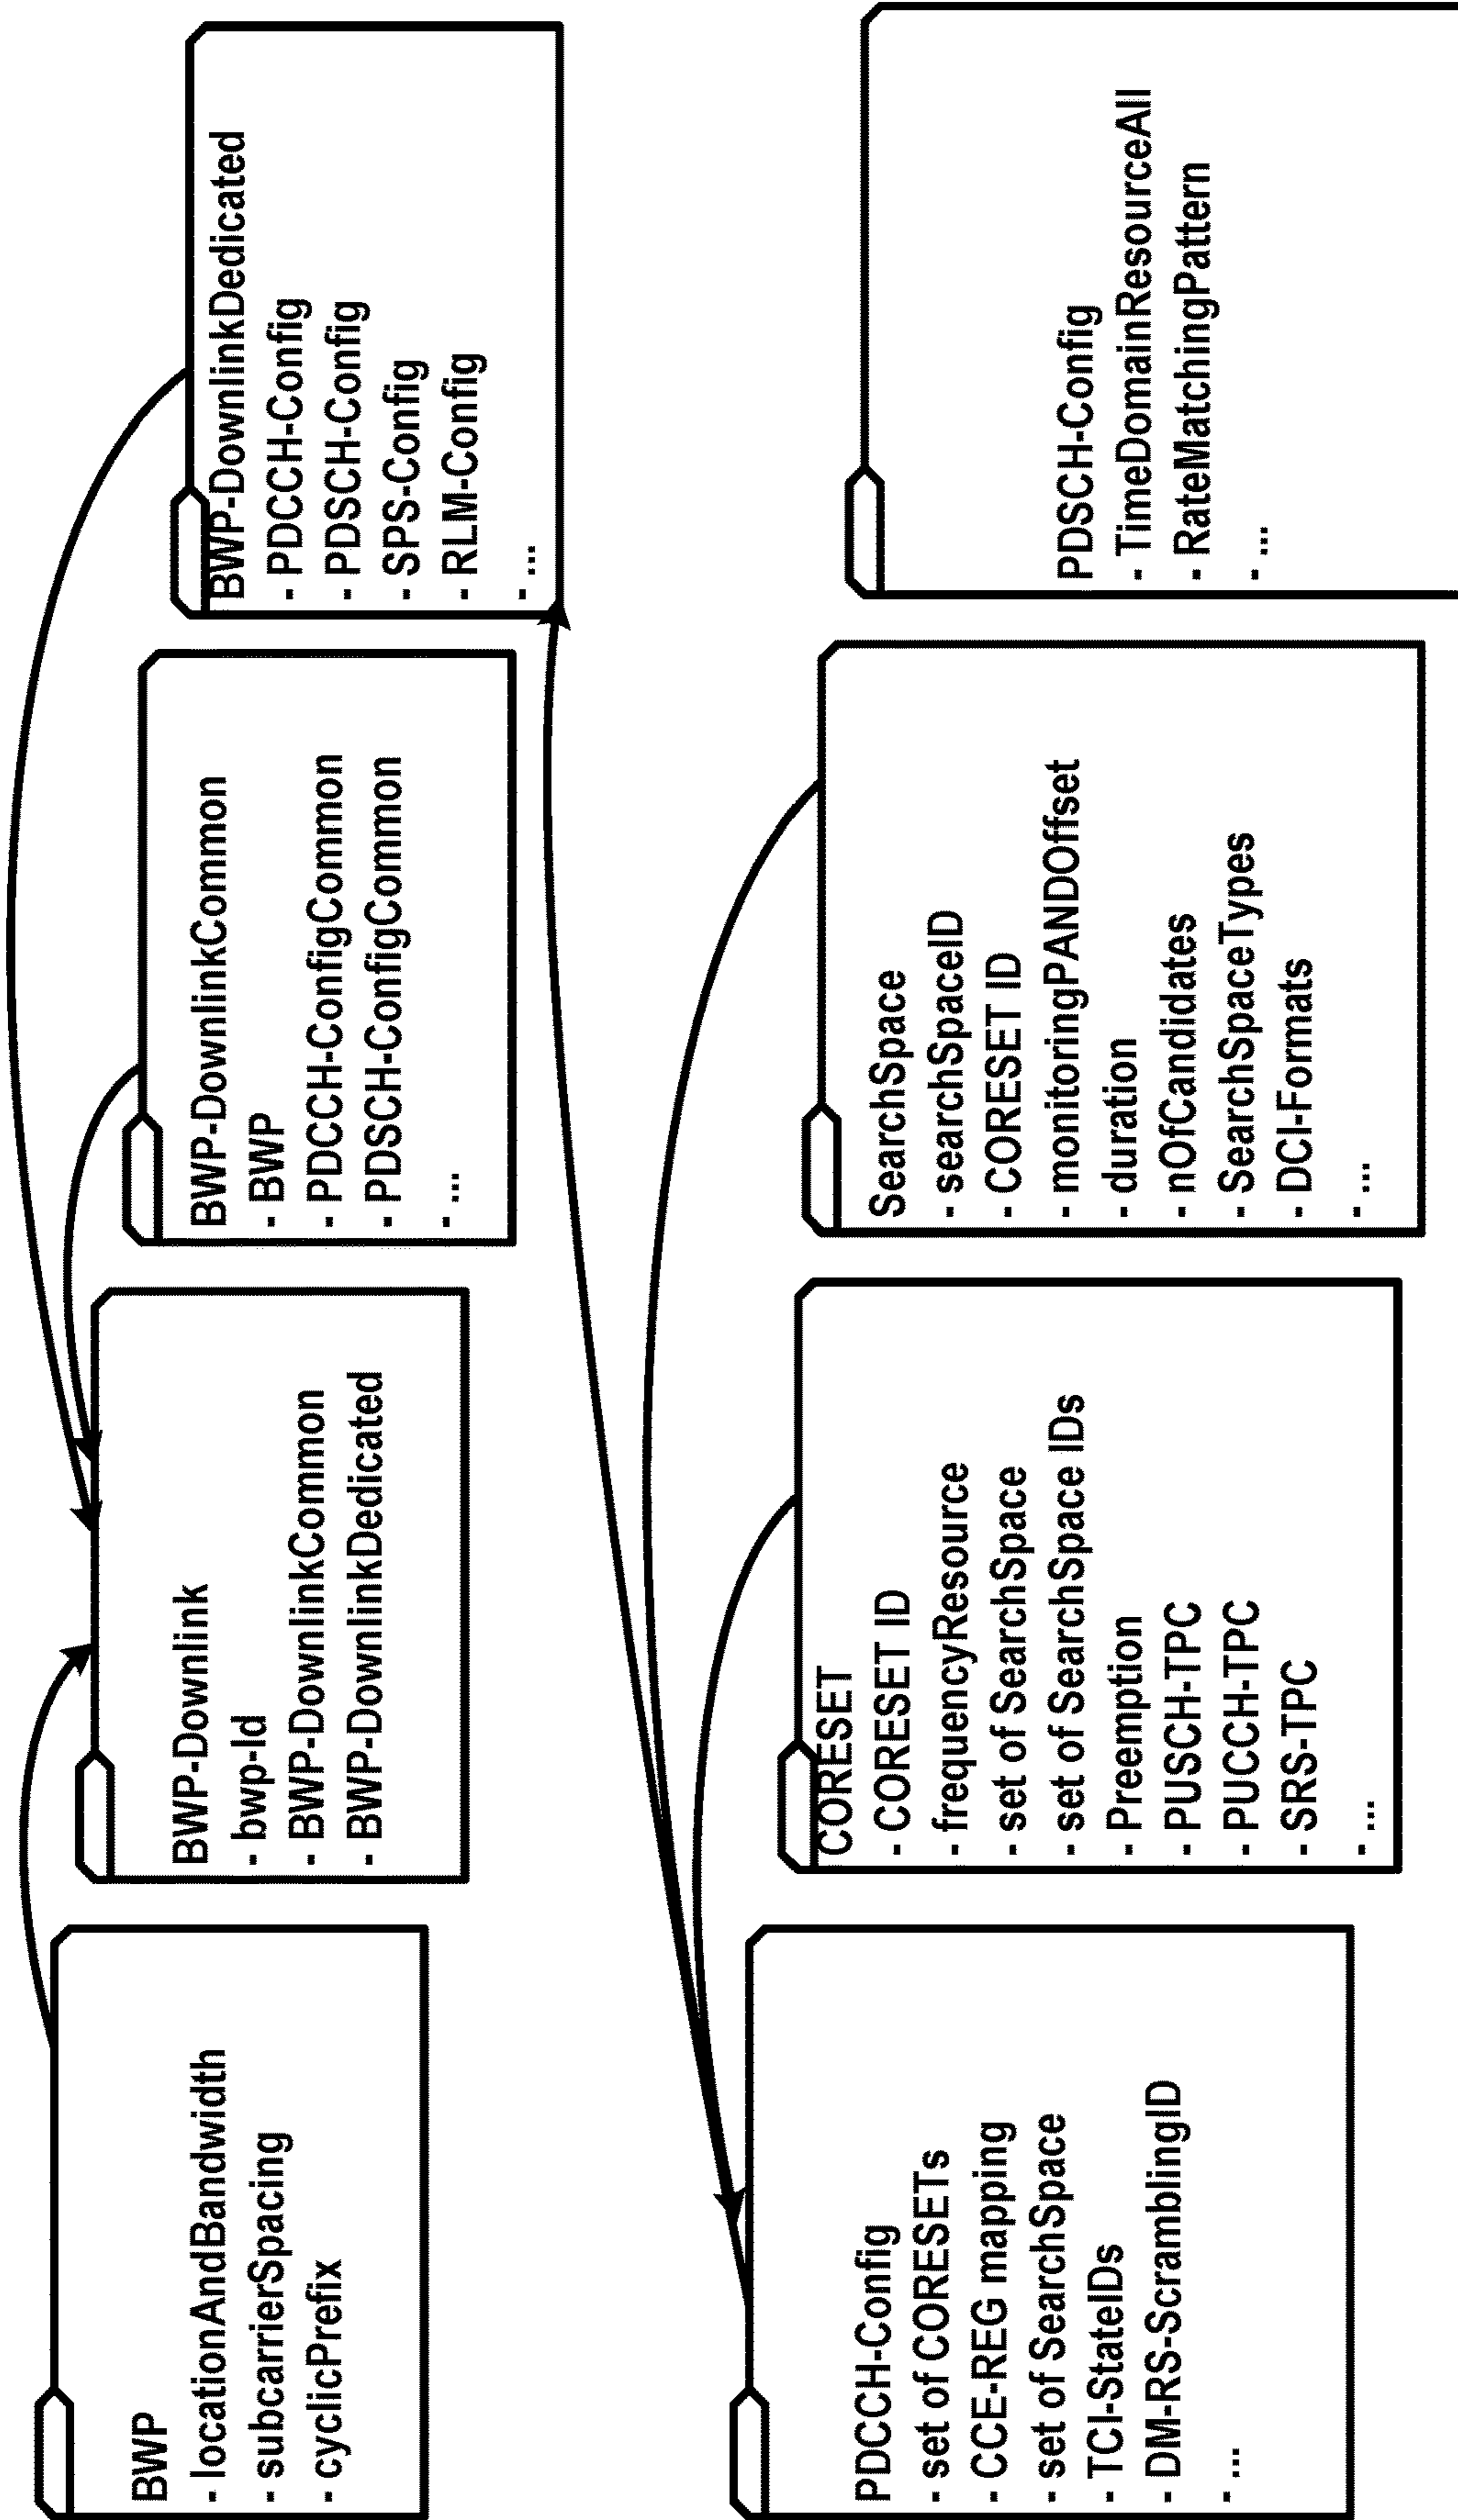 BWP
- locationAndBandwidth
- subcarrierSpacing
- cyclicPrefix
BWP-Downlink
- bwp-Id
- BWP-DownlinkCommon
- BWP-DownlinkDedicated
BWP-DownlinkCommon
- BWP
- PDCCH-ConfigCommon
- PDSCH-ConfigCommon
- ...
BWP-DownlinkDedicated
- PDCCH-Config
- PDSCH-Config
- SPS-Config
- RLM-Config
- ...
PDCCH-Config
- set of CORESETs
- CCE-REG mapping
- set of SearchSpace
- TCI-StateIDs
- DM-RS-ScramblingID
- ...
CORESET
- CORESET ID
- frequencyResource
- set of SearchSpace
- set of SearchSpace IDs
- Preemption
- PUSCH-TPC
- PUCCH-TPC
- SRS-TPC
- ...
SearchSpace
- searchSpaceID
- CORESET ID
- monitoringPANDOffset
- duration
- nOfCandidates
- SearchSpaceTypes
- DCI-Formats
- ...
PDSCH-Config
- TimeDomainResourceAll
- RateMatchingPattern
- ...